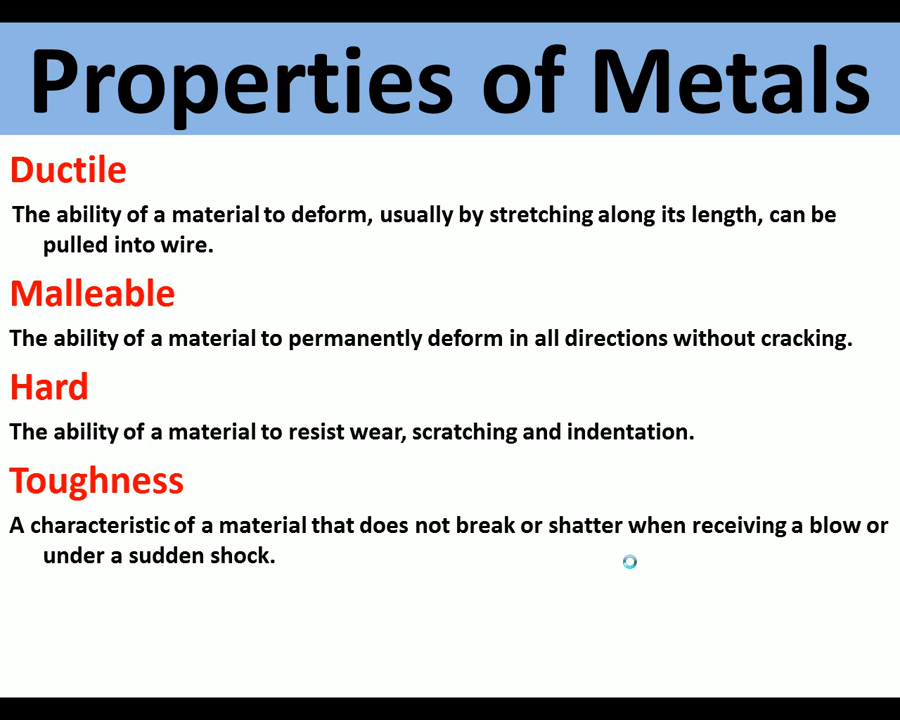 Properties of Metals
Ductile
The ability of a material to deform, usually by stretching along its length, can be
pulled into wire.
Malleable
The ability of a material to permanently deform in all directions without cracking.
Hard
The ability of a material to resist wear, scratching and indentation.
Toughness
A characteristic of a material that does not break or shatter when receiving a blow or
under a sudden shock.